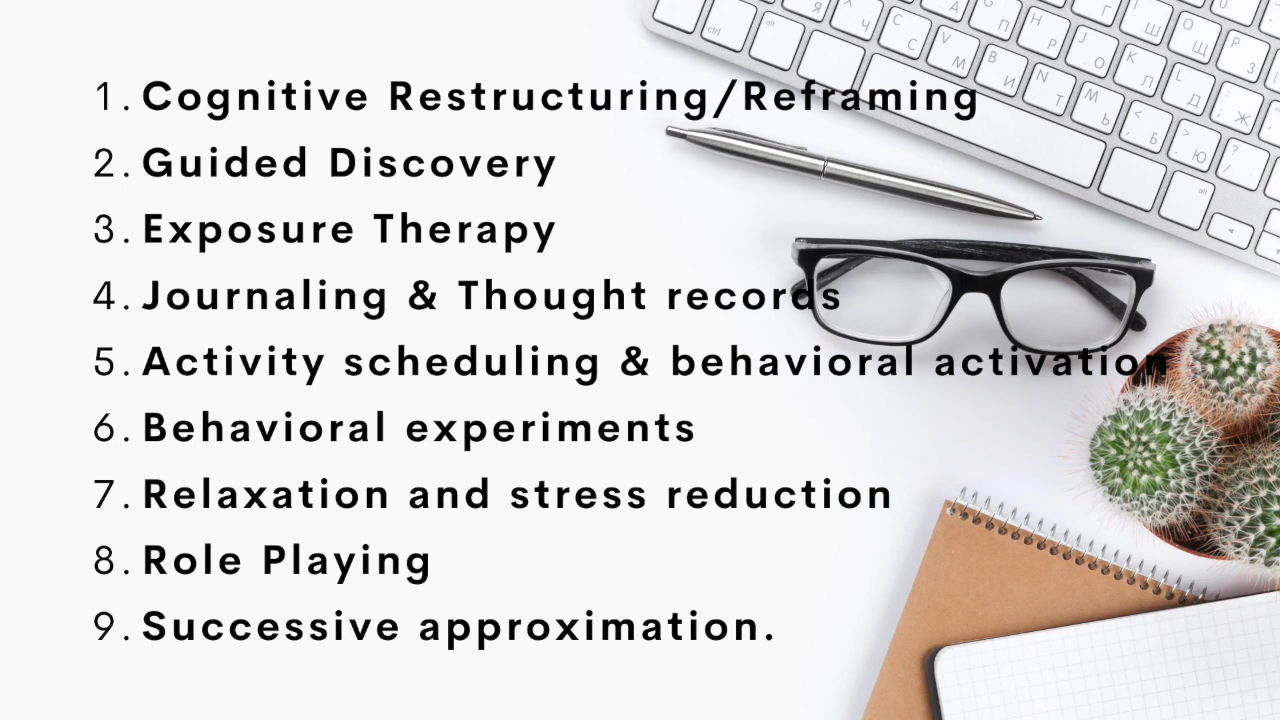 1. Cognitive Restructuring/Reframing
2. Guided Discovery
3. Exposure Therapy
4. Journaling & Thought records
5. Activity scheduling & behavioral activation
6. Behavioral experiments
7. Relaxation and stress reduction
8. Role Playing
9. Successive approximation.